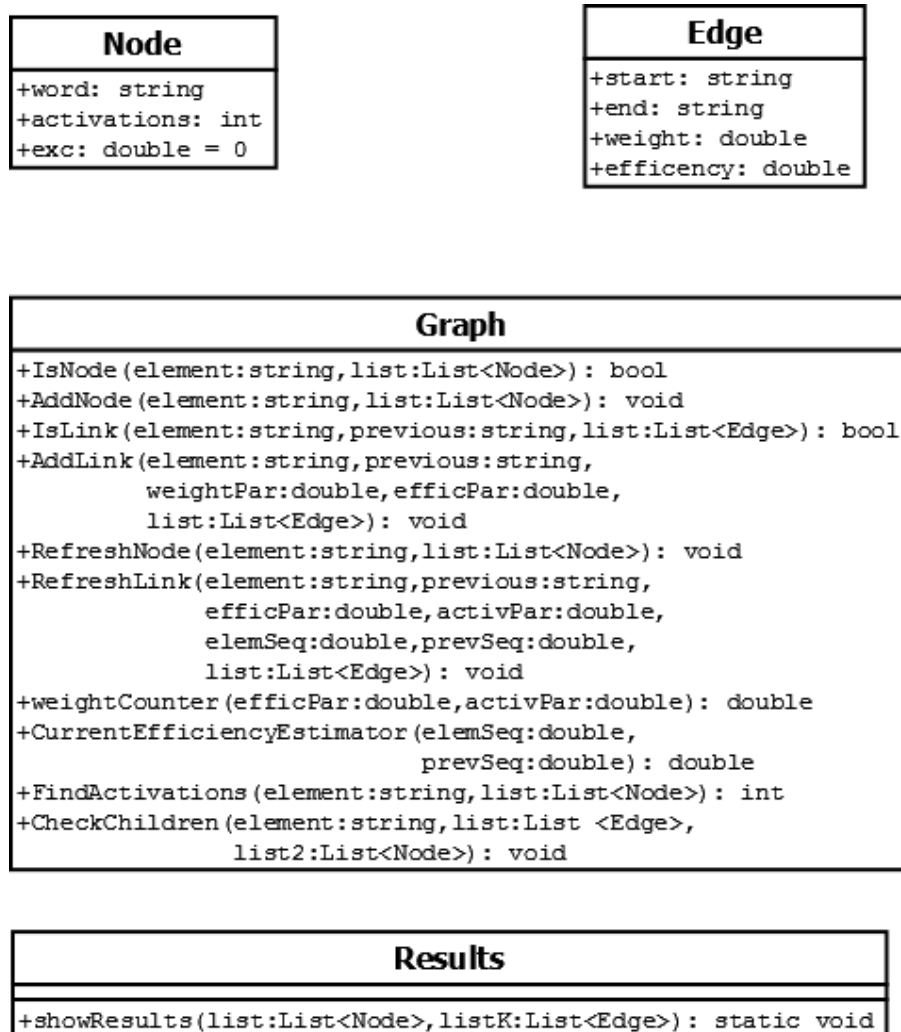 Node
+word: string
+activations: int
+exc: double = 0
Edge
+start: string
+end: string
+weight: double
+efficency: double
Graph
+IsNode(element:string,list:List<Node>): bool
+AddNode(element:string,list:List<Node>): void
+IsLink(element:string,previous:string,list:List<Edge>): bool
+AddLink(element:string,previous:string,
weightPar:double,efficPar:double,
list:List<Edge>): void
+RefreshNode(element:string,list:List<Node>): void
+RefreshLink(element:string,previous:string,
efficPar:double,activPar:double,
elemSeq:double,prevSeq:double,
list:List<Edge>): void
+weightCounter(efficPar:double,activPar:double): double
+CurrentEfficiencyEstimator(elemSeq:double,
prevSeq:double): double
+FindActivations(element:string,list:List<Node>): int
+CheckChildren(element:string,list:List <Edge>,
list2:List<Node>): void
Results
+showResults(list:List<Node>,listK:List<Edge>): static void